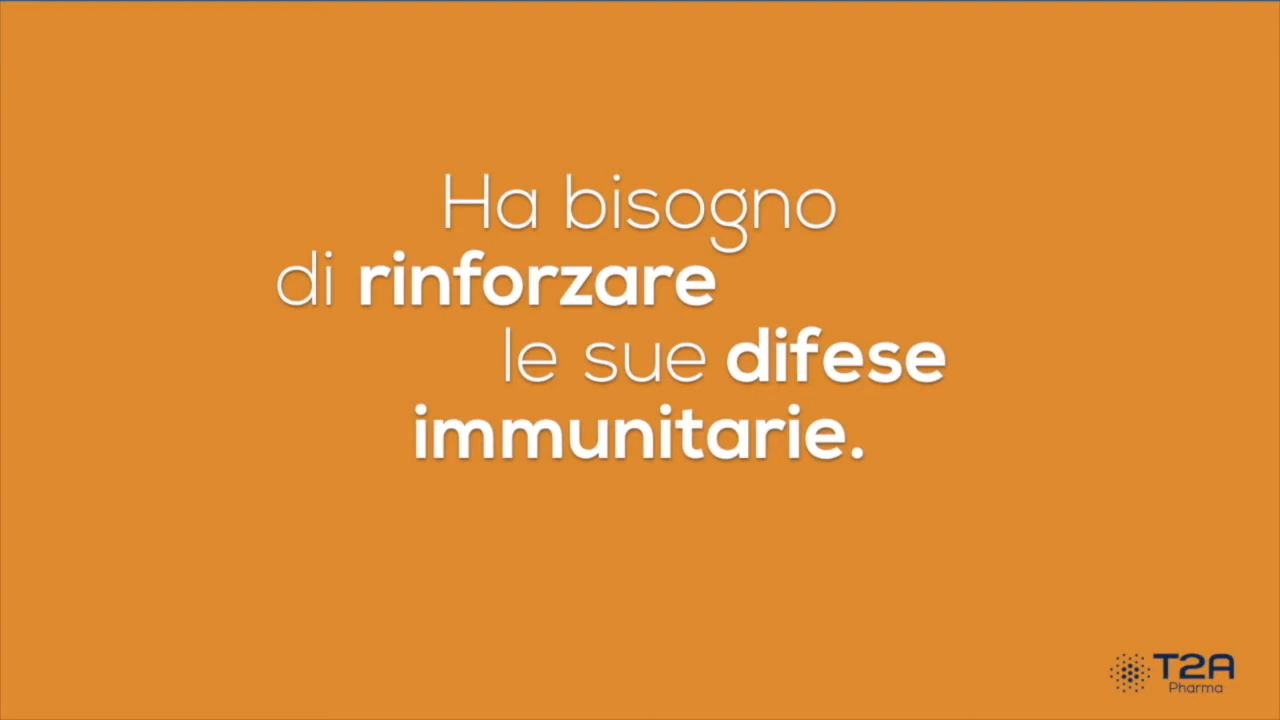 Ha bisogno
di rinforzare
le sue difese
immunitarie.
T2A
Pharma